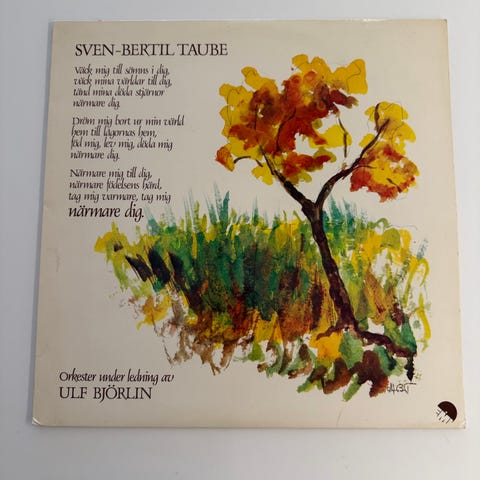 SVEN-BERTIL TAUBE
Väck mig till sömns i dig,
väck mina världar till dig,
tänd mina döda stjärnor
närmare dig.
Dröm mig bort ur min värld
hem till lågornas hem,
föd mig, lev mig, döda mig
närmare dig.
Närmare mig till dig,
närmare födelsens härd,
tag mig varmare, tag mig
närmare dig.
Orkester under ledning av
ULF BJÖRLIN
EMI